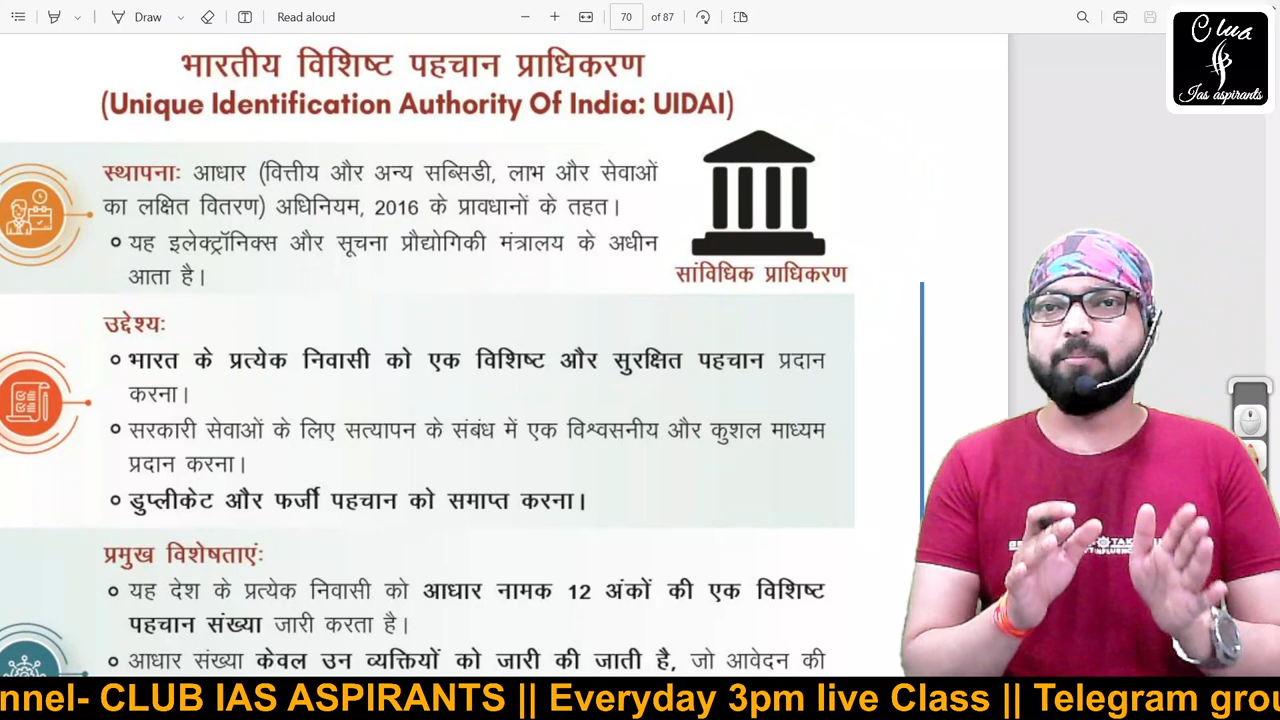 Draw
Read aloud
70
of 87
Clua
Ias aspirants
भारतीय विशिष्ट पहचान प्राधिकरण
(Unique Identification Authority Of India: UIDAI)
स्थापनाः आधार (वित्तीय और अन्य सब्सिडी, लाभ और सेवाओं
का लक्षित वितरण) अधिनियम, 2016 के प्रावधानों के तहत।
यह इलेक्ट्रॉनिक्स और सूचना प्रौद्योगिकी मंत्रालय के अधीन
आता है।
सांविधिक प्राधिकरण
उद्देश्यः
भारत के प्रत्येक निवासी को एक विशिष्ट और सुरक्षित पहचान प्रदान
करना।
सरकारी सेवाओं के लिए सत्यापन के संबंध में एक विश्वसनीय और कुशल माध्यम
प्रदान करना।
डुप्लीकेट और फर्जी पहचान को समाप्त करना।
प्रमुख विशेषताएंः
यह देश के प्रत्येक निवासी को आधार नामक 12 अंकों की एक विशिष्ट
पहचान संख्या जारी करता है।
आधार संख्या केवल उन व्यक्तियों को जारी की जाती है, जो आवेदन की
nnel- CLUB IAS ASPIRANTS || Everyday 3pm live Class || Telegram grou